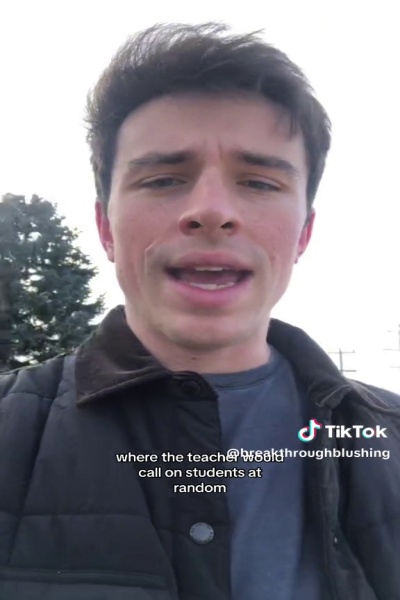 TikTok
@breakthroughblushing
where the teacher would
call on students at
random